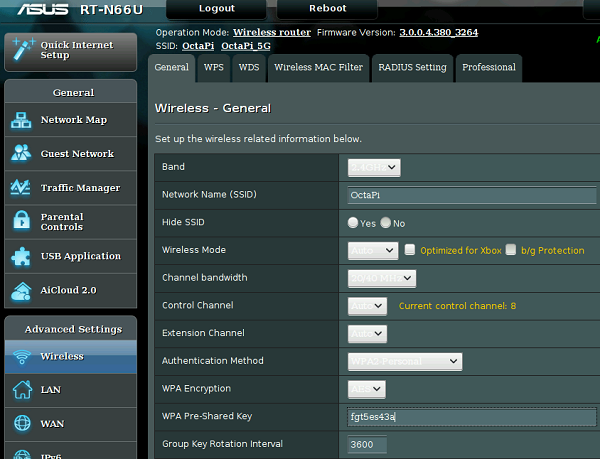 ASUS RT-N66U Logout Reboot
Operation Mode: Wireless router Firmware Version: 3.0.0.4.380_3264
SSID: OctaPi OctaPi_5G
Quick Internet
Setup
General WPS WDS Wireless MAC Filter RADIUS Setting Professional
General
Network Map
Guest Network
Traffic Manager
Parental
Controls
USB Application
AiCloud 2.0
Advanced Settings
Wireless
LAN
WAN
IPv6
Wireless - General
Set up the wireless related information below.
Band 2.4GHz
Network Name (SSID) OctaPi
Hide SSID Yes No
Wireless Mode Auto Optimized for Xbox b/g Protection
Channel bandwidth
Control Channel Auto Current control channel: 8
Extension Channel Auto
Authentication Method WPA2-Personal
WPA Encryption AES
WPA Pre-Shared Key fgt5es43a
Group Key Rotation Interval 3600